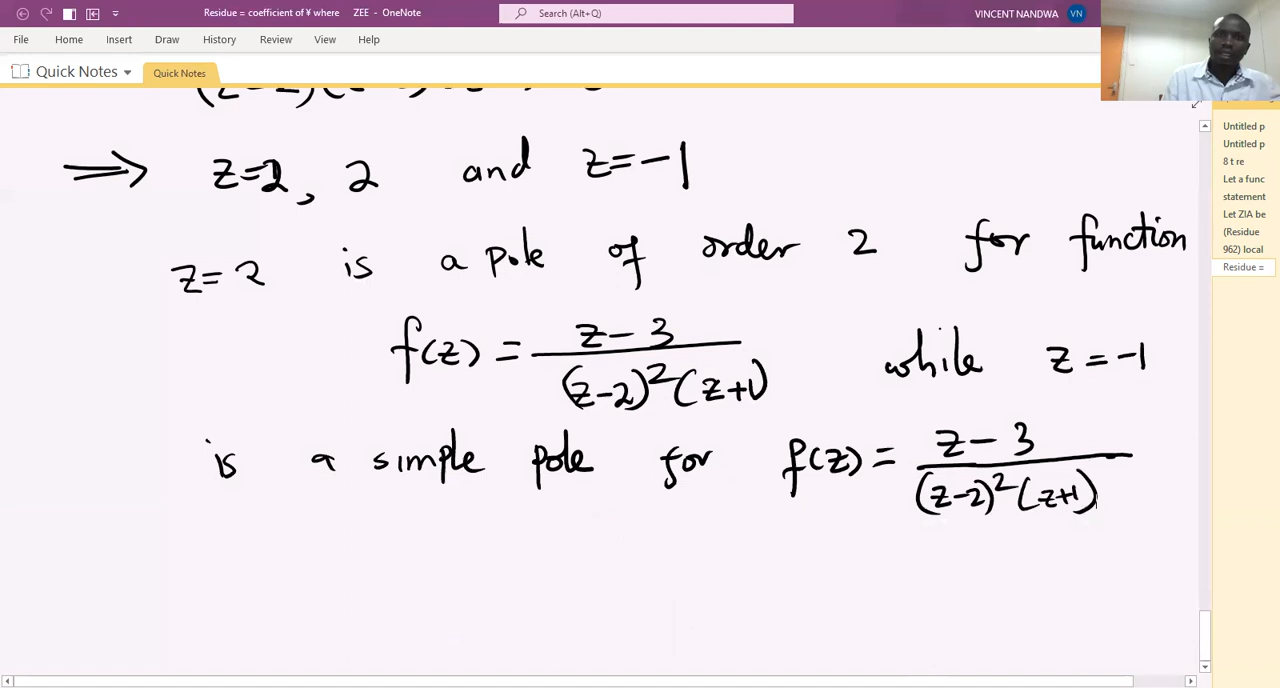 Residue = coefficient of ¥ where ZEE - OneNote
Search (Alt+Q)
VINCENT NANDWA VN
File Home Insert Draw History Review View Help
Quick Notes
Quick Notes
Untitled p
Untitled p
8 t re
Let a func
statement
Let ZIA be
(Residue
962) local
Residue =
⟹ z=2, 2 and z=-1
z=2 is a pole of order 2 for function
f(z) = z-3 / (z-2)²(z+1) while z=-1
is a simple pole for f(z) = z-3 / (z-2)²(z+1)